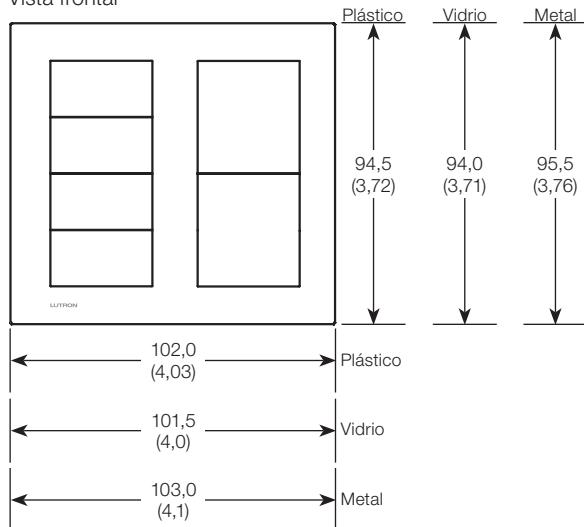 Vista frontal
Plástico Vidrio Metal
94,5 94,0 95,5
(3,72) (3,71) (3,76)
LUTRON
102,0
(4,03)
Plástico
101,5
(4,0)
Vidrio
103,0
(4,1)
Metal